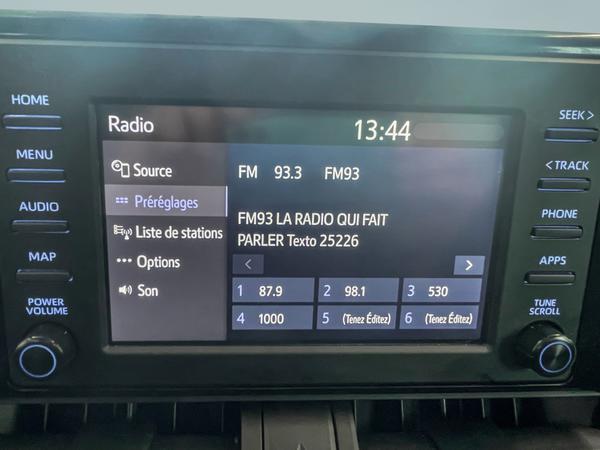 HOME
MENU
AUDIO
MAP
POWER
VOLUME
Radio
13:44
Source
Préréglages
Liste de stations
Options
Son
FM 93.3 FM93
FM93 LA RADIO QUI FAIT
PARLER Texto 25226
< >
1 87.9 2 98.1 3 530
4 1000 5 (Tenez Éditez) 6 (Tenez Éditez)
SEEK >
< TRACK
PHONE
APPS
TUNE
SCROLL